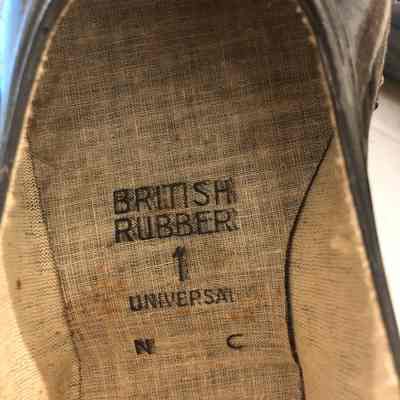 BRITISH
RUBBER
1
UNIVERSAL
N C